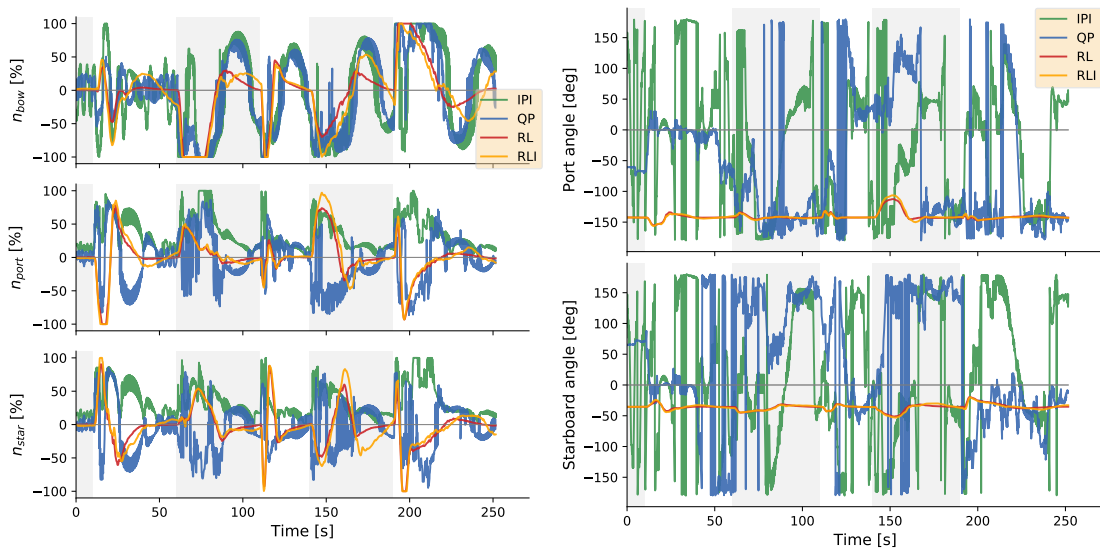 100
50
0
−50
−100
n_bow [%]
IPI
QP
RL
RLI
100
50
0
−50
−100
n_port [%]
100
50
0
−50
−100
n_star [%]
0 50 100 150 200 250
Time [s]
150
100
50
0
−50
−100
−150
Port angle [deg]
IPI
QP
RL
RLI
150
100
50
0
−50
−100
−150
Starboard angle [deg]
0 50 100 150 200 250
Time [s]